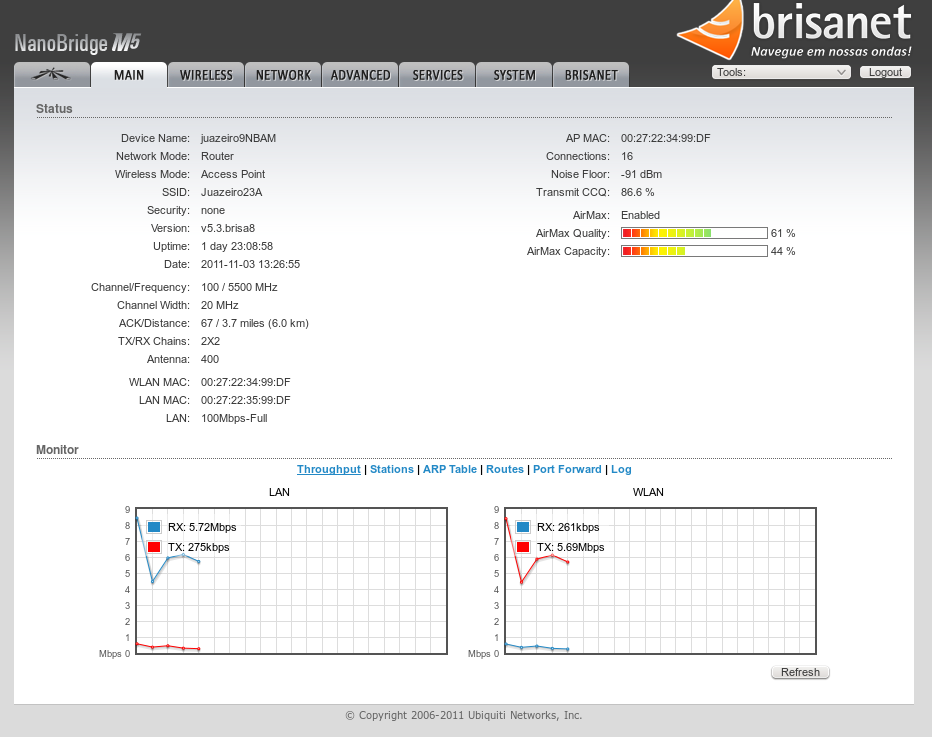 NanoBridge M5
brisanet
Navegue em nossas ondas!
MAIN WIRELESS NETWORK ADVANCED SERVICES SYSTEM BRISANET
Tools: Logout
Status
Device Name: juazeiro9NBAM
Network Mode: Router
Wireless Mode: Access Point
SSID: Juazeiro23A
Security: none
Version: v5.3.brisa8
Uptime: 1 day 23:08:58
Date: 2011-11-03 13:26:55
Channel/Frequency: 100 / 5500 MHz
Channel Width: 20 MHz
ACK/Distance: 67 / 3.7 miles (6.0 km)
TX/RX Chains: 2X2
Antenna: 400
WLAN MAC: 00:27:22:34:99:DF
LAN MAC: 00:27:22:35:99:DF
LAN: 100Mbps-Full
AP MAC: 00:27:22:34:99:DF
Connections: 16
Noise Floor: -91 dBm
Transmit CCQ: 86.6 %
AirMax: Enabled
AirMax Quality: 61 %
AirMax Capacity: 44 %
Monitor
Throughput | Stations | ARP Table | Routes | Port Forward | Log
LAN
9
8
7
6
5
4
3
2
1
Mbps 0
RX: 5.72Mbps
TX: 275kbps
WLAN
9
8
7
6
5
4
3
2
1
Mbps 0
RX: 261kbps
TX: 5.69Mbps
Refresh
© Copyright 2006-2011 Ubiquiti Networks, Inc.